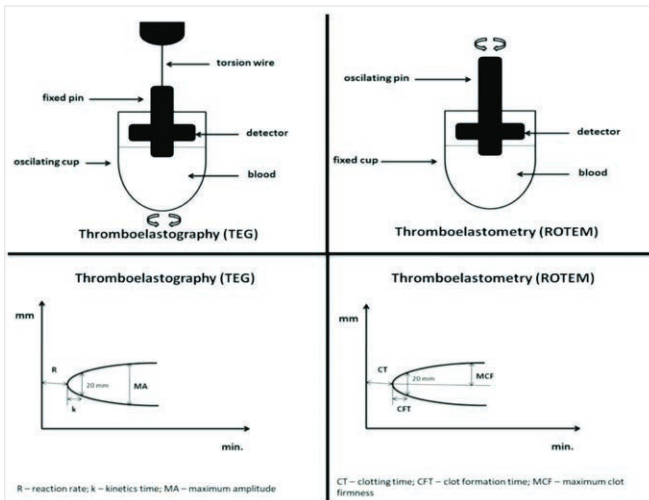 torsion wire
fixed pin
detector
oscilating cup
blood
Thromboelastography (TEG)
oscilating pin
detector
fixed cup
blood
Thromboelastometry (ROTEM)
Thromboelastography (TEG)
mm
R
20 mm
MA
k
min.
R – reaction rate; k – kinetics time; MA – maximum amplitude
Thromboelastometry (ROTEM)
mm
CT
20 mm
MCF
CFT
min.
CT – clotting time; CFT – clot formation time; MCF – maximum clot
firmness